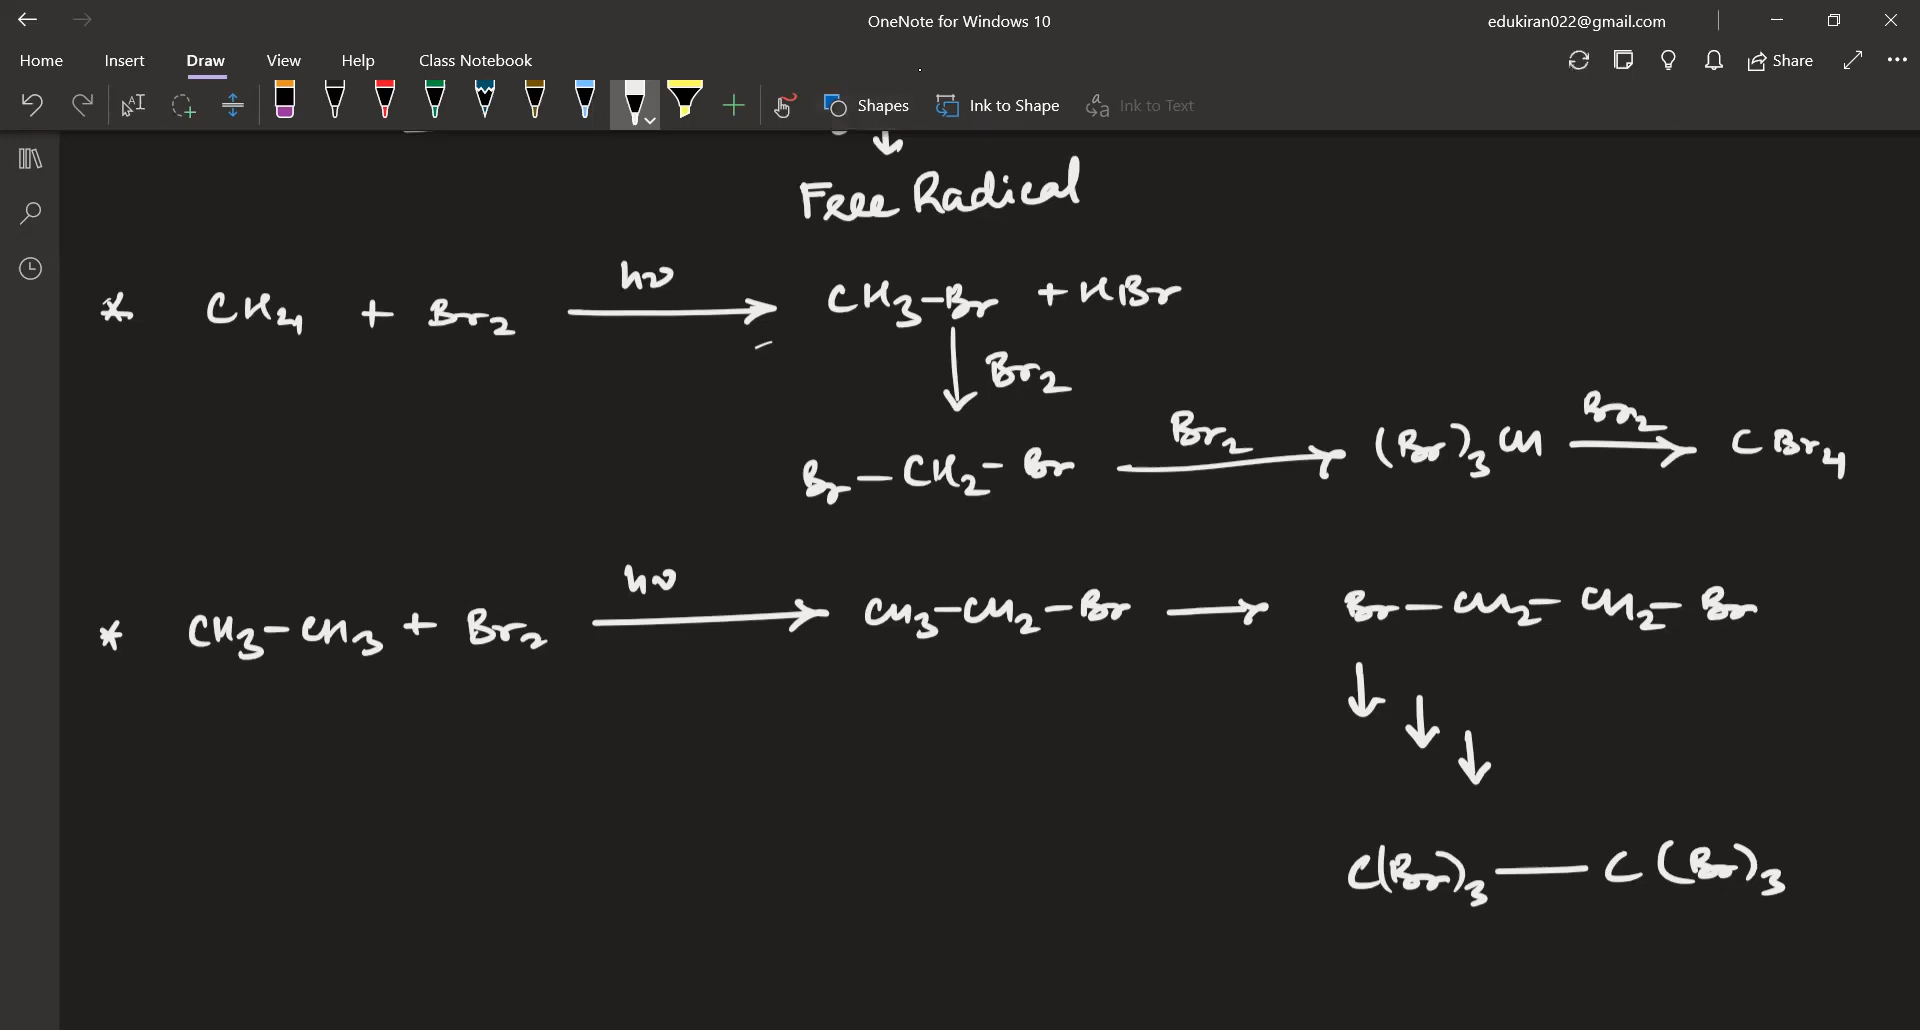 OneNote for Windows 10
edukiran022@gmail.com
Home Insert Draw View Help Class Notebook Share
Shapes Ink to Shape Ink to Text
Free Radical
* CH4 + Br2 hν → CH3-Br + HBr
↓ Br2
Br-CH2-Br Br2 → (Br)3CH Br2 → CBr4
* CH3-CH3 + Br2 hν → CH3-CH2-Br → Br-CH2-CH2-Br
↓ ↓ ↓
C(Br)3-C(Br)3